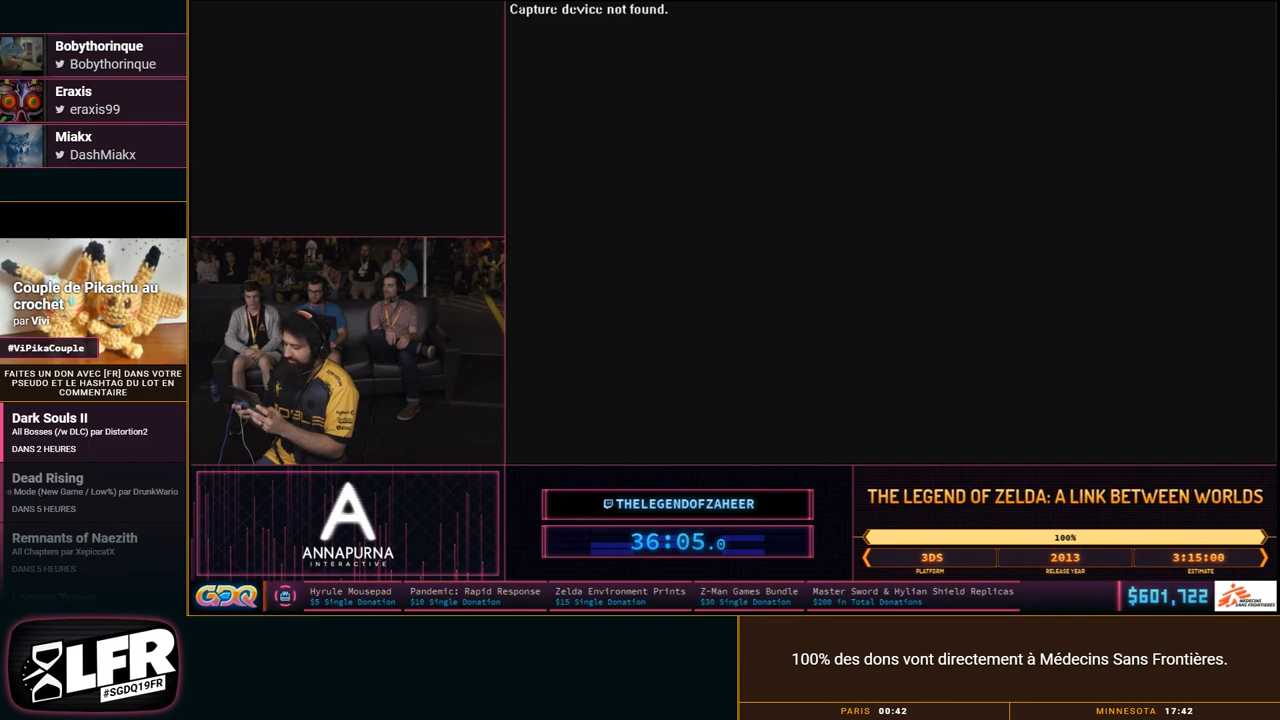 Capture device not found.
Bobythorinque
Bobythorinque
Eraxis
eraxis99
Miakx
DashMiakx
Couple de Pikachu au
crochet
par Vivi
#ViPikaCouple
FAITES UN DON AVEC [FR] DANS VOTRE
PSEUDO ET LE HASHTAG DU LOT EN
COMMENTAIRE
Dark Souls II
All Bosses (/w DLC) par Distortion2
DANS 2 HEURES
Dead Rising
e Mode (New Game / Low%) par DrunkWario
DANS 5 HEURES
Remnants of Naezith
All Chapters par XepiccatX
DANS 5 HEURES
ANNAPURNA
INTERACTIVE
THELEGENDOFZAHEER
36:05.0
THE LEGEND OF ZELDA: A LINK BETWEEN WORLDS
100%
3DS
PLATFORM
2013
RELEASE YEAR
3:15:00
ESTIMATE
GDQ
Hyrule Mousepad
$5 Single Donation
Pandemic: Rapid Response
$10 Single Donation
Zelda Environment Prints
$15 Single Donation
Z-Man Games Bundle
$30 Single Donation
Master Sword & Hylian Shield Replicas
$200 in Total Donations
$601,722
MEDECINS
SANS FRONTIERES
LFR
#SGDQ19FR
100% des dons vont directement à Médecins Sans Frontières.
PARIS 00:42
MINNESOTA 17:42